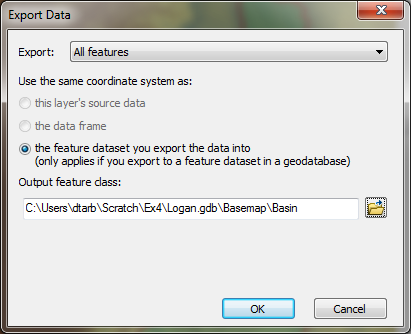 Export Data
Export: All features
Use the same coordinate system as:
this layer's source data
the data frame
the feature dataset you export the data into
(only applies if you export to a feature dataset in a geodatabase)
Output feature class:
C:\Users\dtarb\Scratch\Ex4\Logan.gdb\Basemap\Basin
OK Cancel